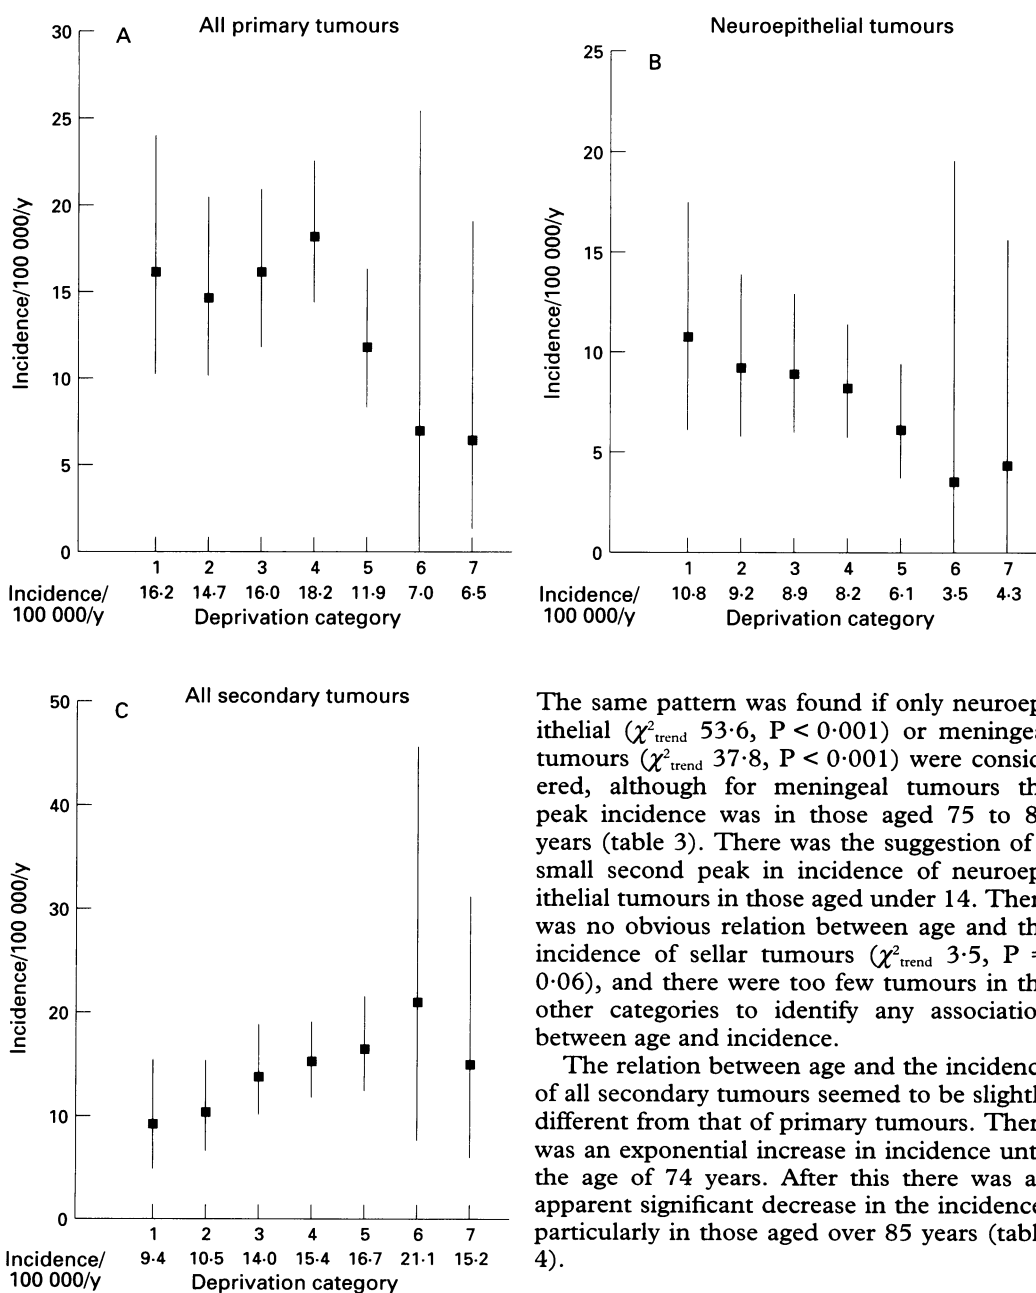 All primary tumours
A
30
25
20
15
10
5
0
Incidence/100 000/y
1 2 3 4 5 6 7
Incidence/ 16·2 14·7 16·0 18·2 11·9 7·0 6·5
100 000/y Deprivation category
Neuroepithelial tumours
B
25
20
15
10
5
0
Incidence/100 000/y
1 2 3 4 5 6 7
Incidence/ 10·8 9·2 8·9 8·2 6·1 3·5 4·3
100 000/y Deprivation category
All secondary tumours
C
50
40
30
20
10
0
Incidence/100 000/y
1 2 3 4 5 6 7
Incidence/ 9·4 10·5 14·0 15·4 16·7 21·1 15·2
100 000/y Deprivation category
The same pattern was found if only neuroep
ithelial (χ²trend 53·6, P < 0·001) or meninge
tumours (χ²trend 37·8, P < 0·001) were consid
ered, although for meningeal tumours th
peak incidence was in those aged 75 to 8
years (table 3). There was the suggestion of
small second peak in incidence of neuroep
ithelial tumours in those aged under 14. Ther
was no obvious relation between age and th
incidence of sellar tumours (χ²trend 3·5, P =
0·06), and there were too few tumours in th
other categories to identify any associatio
between age and incidence.
The relation between age and the incidenc
of all secondary tumours seemed to be slightl
different from that of primary tumours. Ther
was an exponential increase in incidence unt
the age of 74 years. After this there was a
apparent significant decrease in the incidence
particularly in those aged over 85 years (tabl
4).